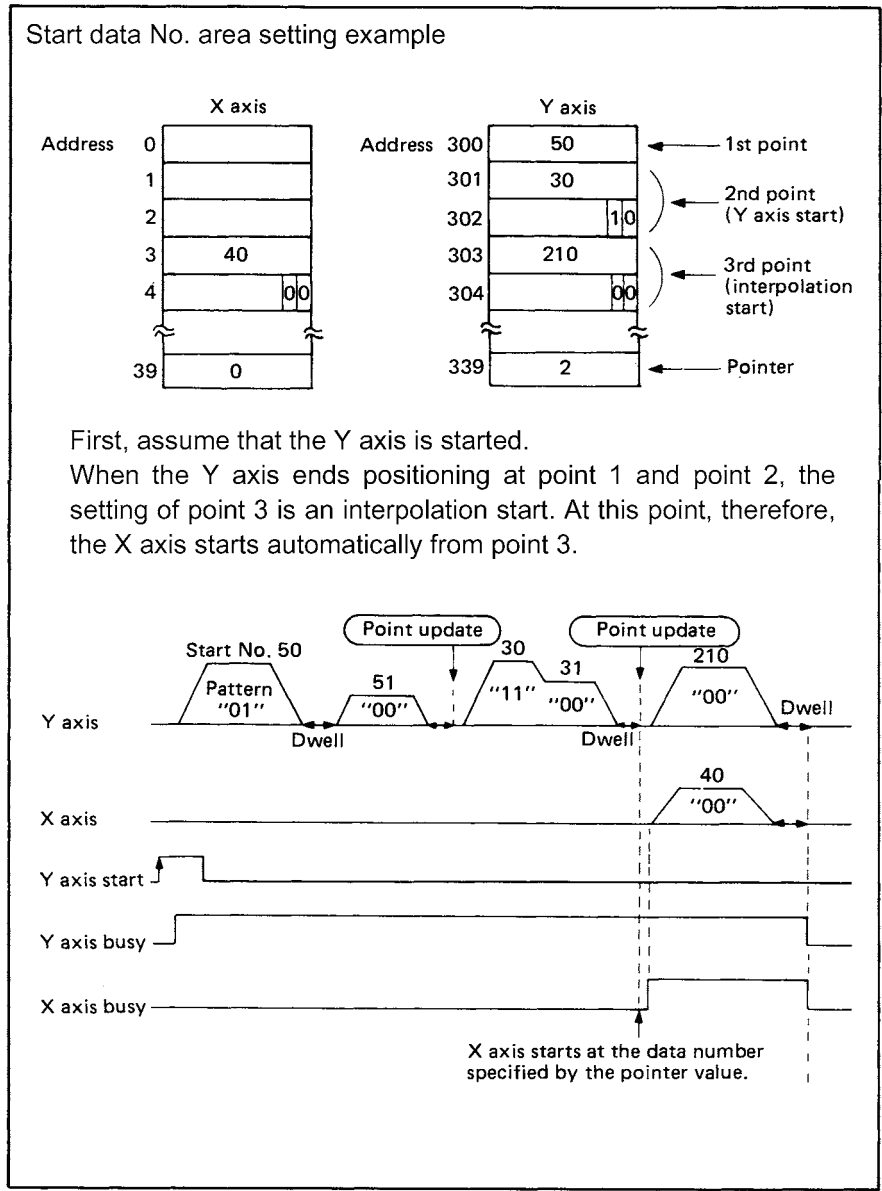 Start data No. area setting example
X axis
Y axis
Address 0
Address 300 50 1st point
1
301 30
2nd point
(Y axis start)
2
302 1 0
3 40
303 210
3rd point
(interpolation
start)
4 0 0
304 0 0
39 0
339 2 Pointer
First, assume that the Y axis is started.
When the Y axis ends positioning at point 1 and point 2, the
setting of point 3 is an interpolation start. At this point, therefore,
the X axis starts automatically from point 3.
Point update
Point update
Start No. 50
30
210
Pattern
"01"
51
"00"
"11"
31
"00"
"00"
Y axis
Dwell
Dwell
Dwell
40
"00"
X axis
Y axis start
Y axis busy
X axis busy
X axis starts at the data number
specified by the pointer value.